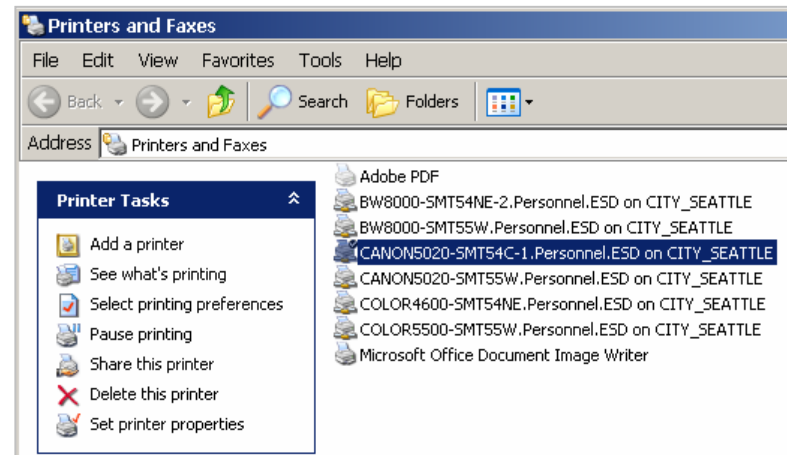 Printers and Faxes
File Edit View Favorites Tools Help
Back Search Folders
Address Printers and Faxes
Printer Tasks
Add a printer
See what's printing
Select printing preferences
Pause printing
Share this printer
Delete this printer
Set printer properties
Adobe PDF
BW8000-SMT54NE-2.Personnel.ESD on CITY_SEATTLE
BW8000-SMT55W.Personnel.ESD on CITY_SEATTLE
CANON5020-SMT54C-1.Personnel.ESD on CITY_SEATTLE
CANON5020-SMT55W.Personnel.ESD on CITY_SEATTLE
COLOR4600-SMT54NE.Personnel.ESD on CITY_SEATTLE
COLOR5500-SMT55W.Personnel.ESD on CITY_SEATTLE
Microsoft Office Document Image Writer